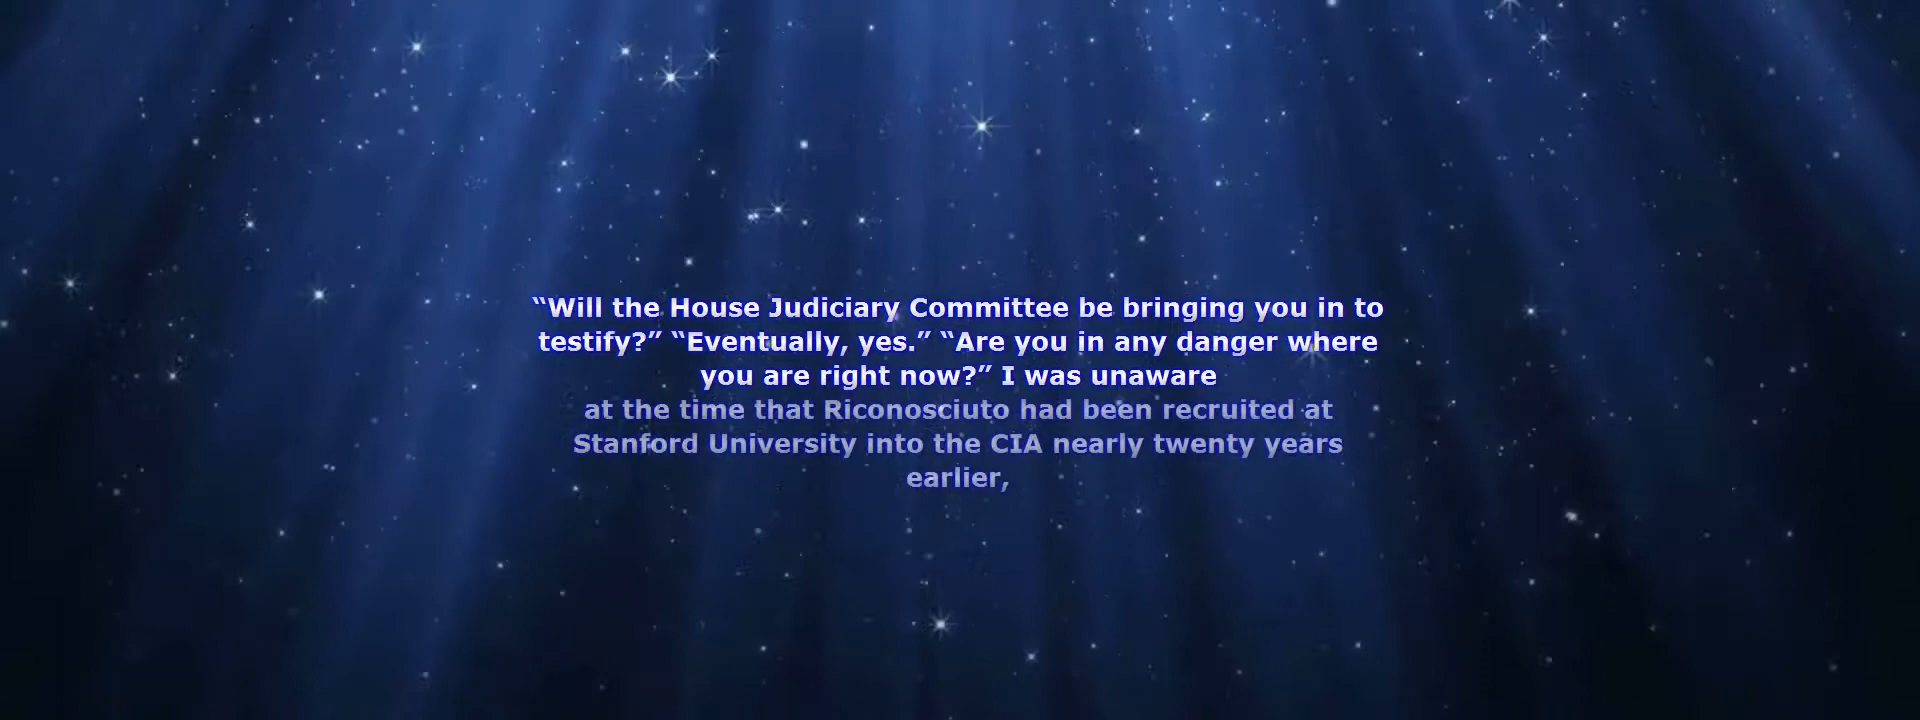 “Will the House Judiciary Committee be bringing you in to
testify?” “Eventually, yes.” “Are you in any danger where
you are right now?” I was unaware
at the time that Riconosciuto had been recruited at
Stanford University into the CIA nearly twenty years
earlier,